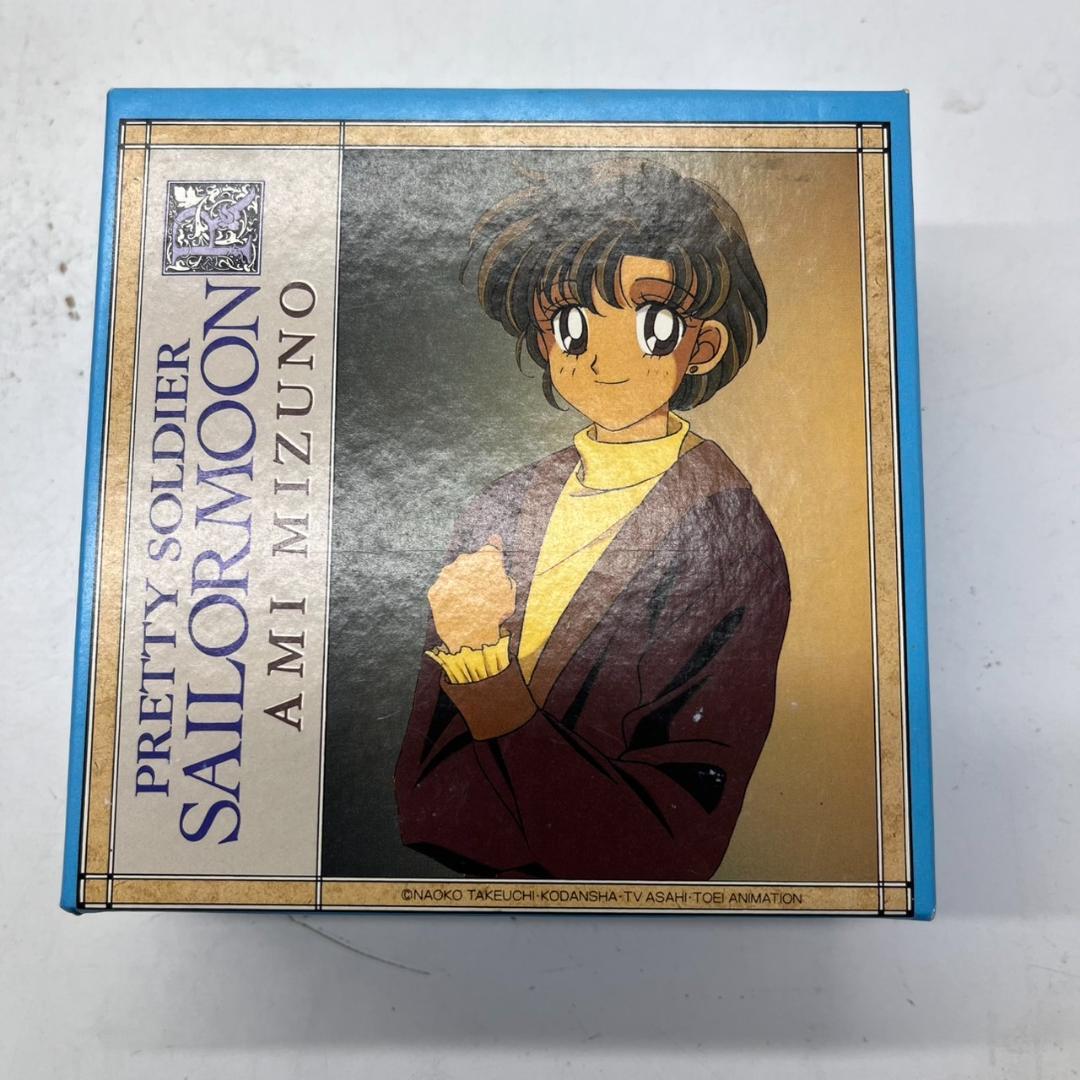 PRETTY SOLDIER
SAILORMOON R
AMI MIZUNO
©NAOKO TAKEUCHI·KODANSHA·TV ASAHI·TOEI ANIMATION